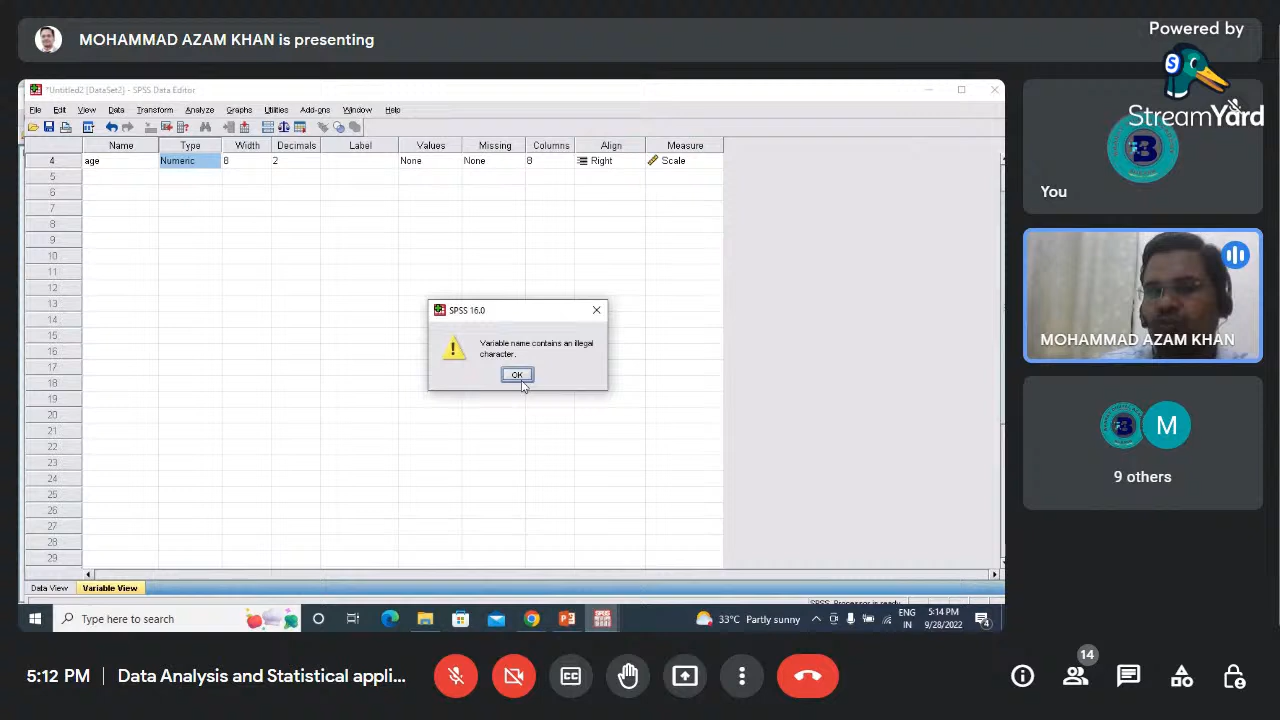 MOHAMMAD AZAM KHAN is presenting
Powered by
StreamYard
*Untitled2 [DataSet2] - SPSS Data Editor
File Edit View Data Transform Analyze Graphs Utilities Add-ons Window Help
Name Type Width Decimals Label Values Missing Columns Align Measure
4 age Numeric 8 2 None None 8 Right Scale
5
6
7
8
9
10
11
12
13
14
15
16
17
18
19
20
21
22
23
24
25
26
27
28
29
SPSS 16.0
Variable name contains an illegal
character.
OK
Data View Variable View
SPSS Processor is ready
Type here to search
33°C Partly sunny
ENG
IN
5:14 PM
9/28/2022
4
You
MOHAMMAD AZAM KHAN
M
9 others
5:12 PM | Data Analysis and Statistical appli...
14